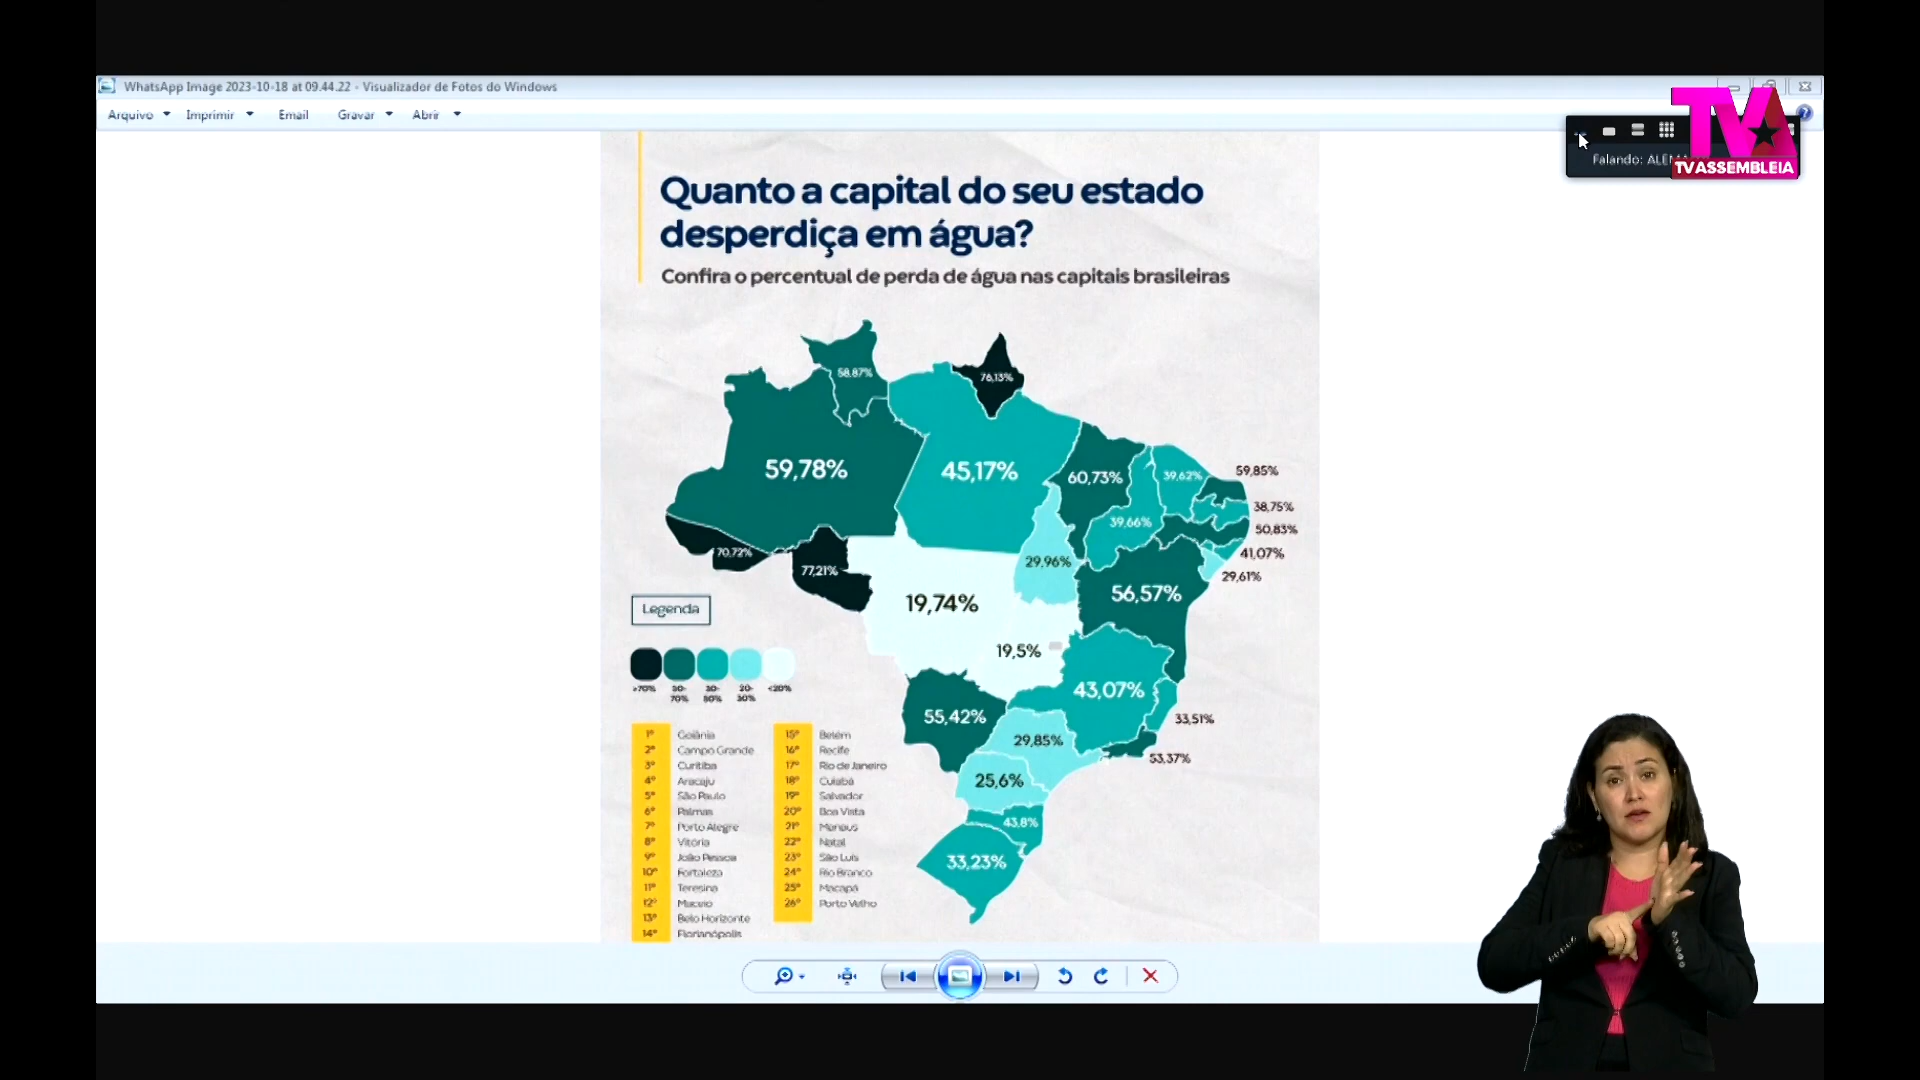 WhatsApp Image 2023-10-18 at 09.44.22 - Visualizador de Fotos do Windows
Arquivo Imprimir Email Gravar Abrir
TVA
Falando:
TV ASSEMBLEIA
Quanto a capital do seu estado
desperdiça em água?
Confira o percentual de perda de água nas capitais brasileiras
58,87%
76,13%
59,78%
45,17%
60,73%
39,62%
59,85%
38,75%
39,66%
50,83%
70,72%
77,21%
29,96%
41,07%
29,61%
19,74%
56,57%
Legenda
19,5%
>70%
20-
30%
<20%
43,07%
55,42%
33,51%
29,85%
53,37%
25,6%
43,8%
33,23%
1º Goiânia
2º Campo Grande
3º Curitiba
4º Aracaju
5º São Paulo
6º Palmas
7º Porto Alegre
8º Vitória
9º João Pessoa
10º Fortaleza
11º Teresina
12º Maceió
13º Belo Horizonte
14º Florianópolis
15º Belém
16º Recife
17º Rio de Janeiro
18º Cuiabá
19º Salvador
20º Boa Vista
21º Manaus
22º Natal
23º São Luís
24º Rio Branco
25º Macapá
26º Porto Velho